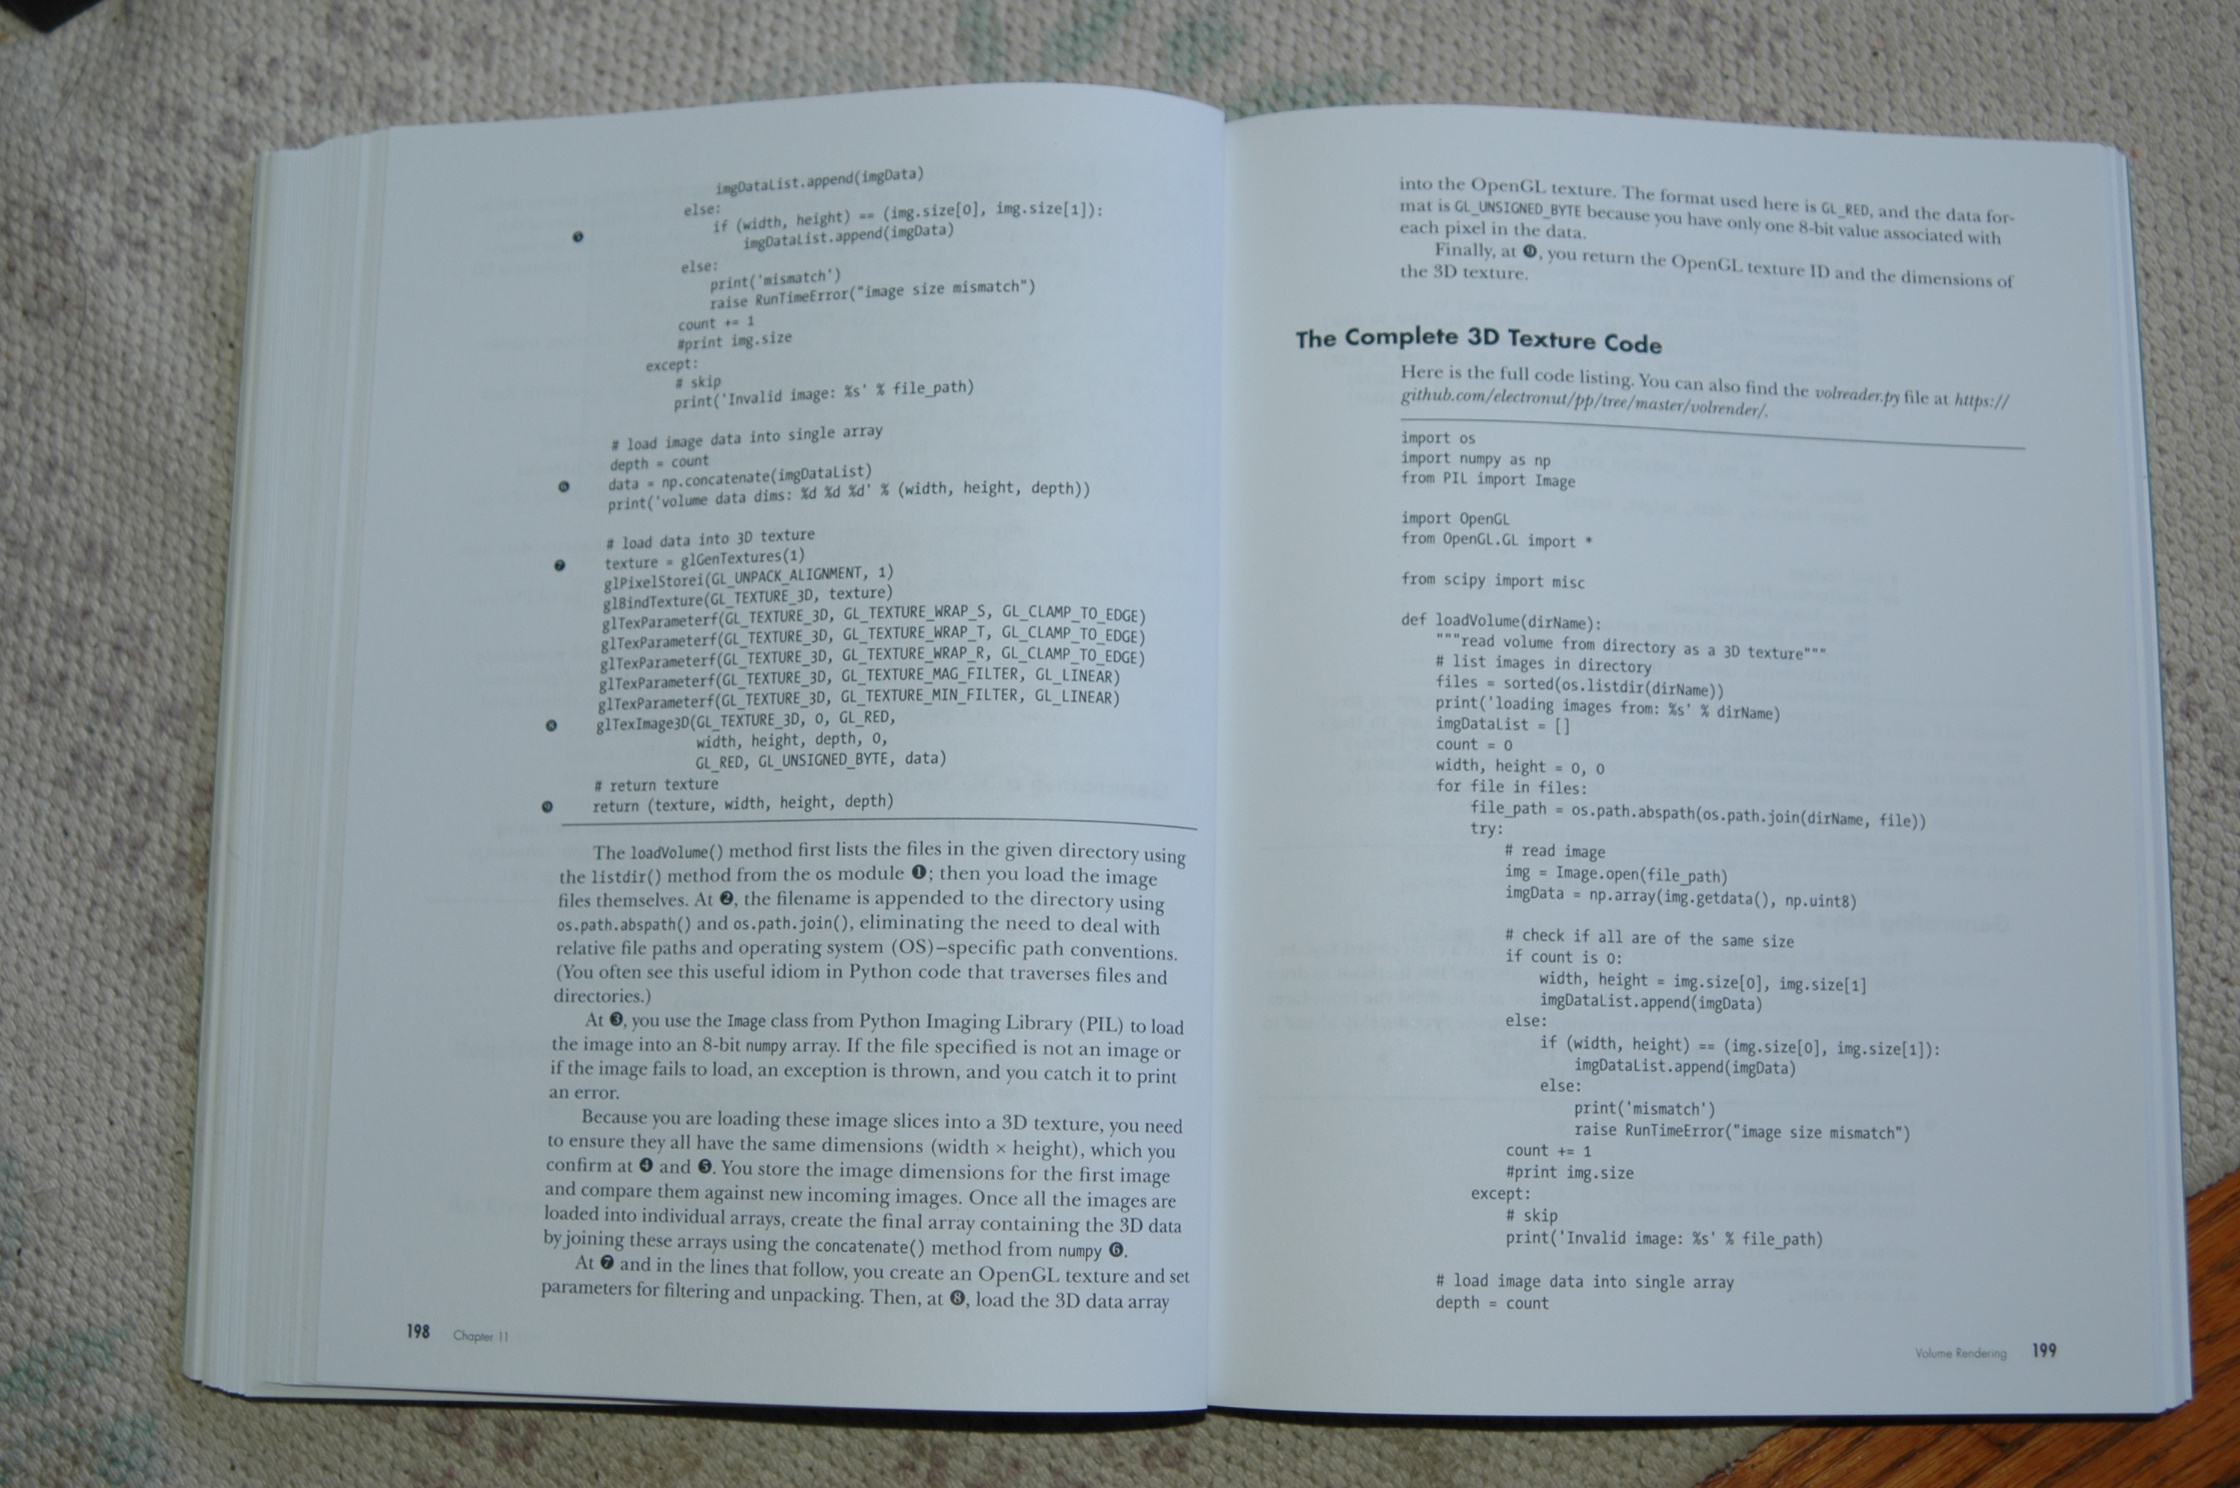 imgDataList.append(imgData)
else:
❺ if (width, height) == (img.size[0], img.size[1]):
imgDataList.append(imgData)
else:
print('mismatch')
raise RunTimeError("image size mismatch")
count += 1
#print img.size
except:
# skip
print('Invalid image: %s' % file_path)
# load image data into single array
depth = count
❻ data = np.concatenate(imgDataList)
print('volume data dims: %d %d %d' % (width, height, depth))
# load data into 3D texture
❼ texture = glGenTextures(1)
glPixelStorei(GL_UNPACK_ALIGNMENT, 1)
glBindTexture(GL_TEXTURE_3D, texture)
glTexParameterf(GL_TEXTURE_3D, GL_TEXTURE_WRAP_S, GL_CLAMP_TO_EDGE)
glTexParameterf(GL_TEXTURE_3D, GL_TEXTURE_WRAP_T, GL_CLAMP_TO_EDGE)
glTexParameterf(GL_TEXTURE_3D, GL_TEXTURE_WRAP_R, GL_CLAMP_TO_EDGE)
glTexParameterf(GL_TEXTURE_3D, GL_TEXTURE_MAG_FILTER, GL_LINEAR)
glTexParameterf(GL_TEXTURE_3D, GL_TEXTURE_MIN_FILTER, GL_LINEAR)
❽ glTexImage3D(GL_TEXTURE_3D, 0, GL_RED,
width, height, depth, 0,
GL_RED, GL_UNSIGNED_BYTE, data)
# return texture
❾ return (texture, width, height, depth)
The loadVolume() method first lists the files in the given directory using
the listdir() method from the os module ❶; then you load the image
files themselves. At ❷, the filename is appended to the directory using
os.path.abspath() and os.path.join(), eliminating the need to deal with
relative file paths and operating system (OS)–specific path conventions.
(You often see this useful idiom in Python code that traverses files and
directories.)
At ❸, you use the Image class from Python Imaging Library (PIL) to load
the image into an 8-bit numpy array. If the file specified is not an image or
if the image fails to load, an exception is thrown, and you catch it to print
an error.
Because you are loading these image slices into a 3D texture, you need
to ensure they all have the same dimensions (width × height), which you
confirm at ❹ and ❺. You store the image dimensions for the first image
and compare them against new incoming images. Once all the images are
loaded into individual arrays, create the final array containing the 3D data
by joining these arrays using the concatenate() method from numpy ❻.
At ❼ and in the lines that follow, you create an OpenGL texture and set
parameters for filtering and unpacking. Then, at ❽, load the 3D data array
198 Chapter 11
into the OpenGL texture. The format used here is GL_RED, and the data for-
mat is GL_UNSIGNED_BYTE because you have only one 8-bit value associated with
each pixel in the data.
Finally, at ❾, you return the OpenGL texture ID and the dimensions of
the 3D texture.
The Complete 3D Texture Code
Here is the full code listing. You can also find the volreader.py file at https://
github.com/electronut/pp/tree/master/volrender/.
import os
import numpy as np
from PIL import Image
import OpenGL
from OpenGL.GL import *
from scipy import misc
def loadVolume(dirName):
"""read volume from directory as a 3D texture"""
# list images in directory
files = sorted(os.listdir(dirName))
print('loading images from: %s' % dirName)
imgDataList = []
count = 0
width, height = 0, 0
for file in files:
file_path = os.path.abspath(os.path.join(dirName, file))
try:
# read image
img = Image.open(file_path)
imgData = np.array(img.getdata(), np.uint8)
# check if all are of the same size
if count is 0:
width, height = img.size[0], img.size[1]
imgDataList.append(imgData)
else:
if (width, height) == (img.size[0], img.size[1]):
imgDataList.append(imgData)
else:
print('mismatch')
raise RunTimeError("image size mismatch")
count += 1
#print img.size
except:
# skip
print('Invalid image: %s' % file_path)
# load image data into single array
depth = count
Volume Rendering 199